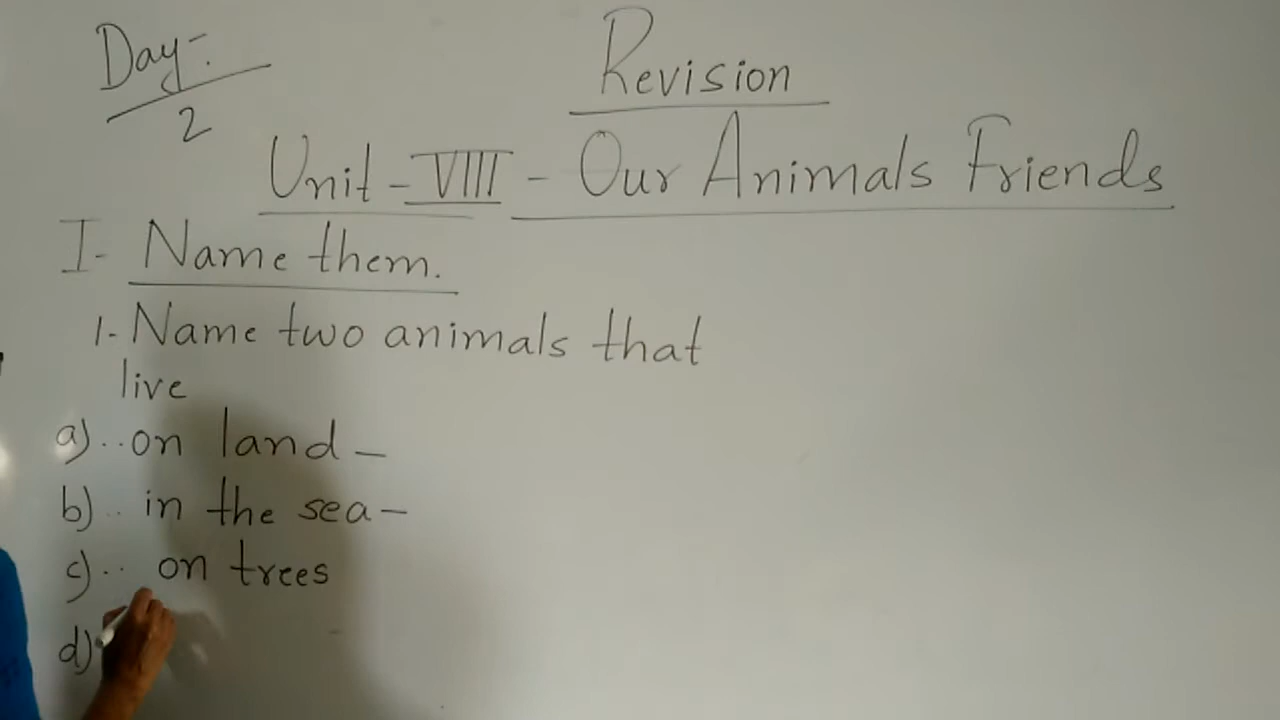 Day-:
2
Revision
Unit - VIII - Our Animals Friends
I- Name them.
1- Name two animals that
live
a) .. on land -
b) .. in the sea -
c) .. on trees
d)